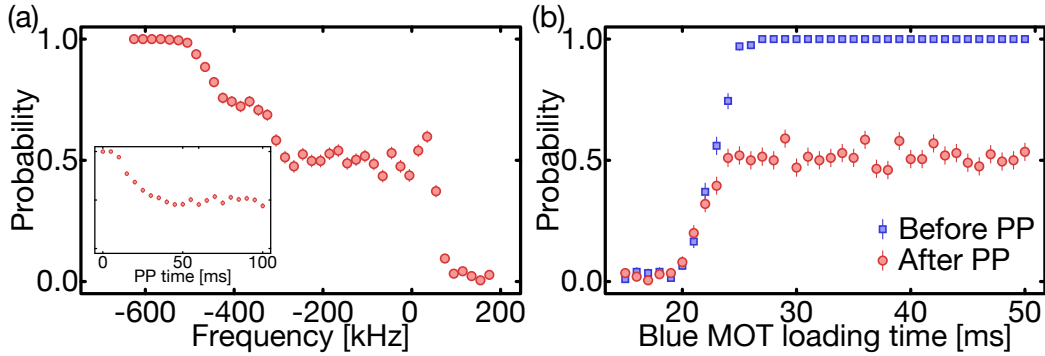 (a)
Probability
1.0
0.5
0.0
0
100
PP time [ms]
-600
-400
-200
0
200
Frequency [kHz]
(b)
Probability
1.0
0.5
0.0
Before PP
After PP
20
30
40
50
Blue MOT loading time [ms]